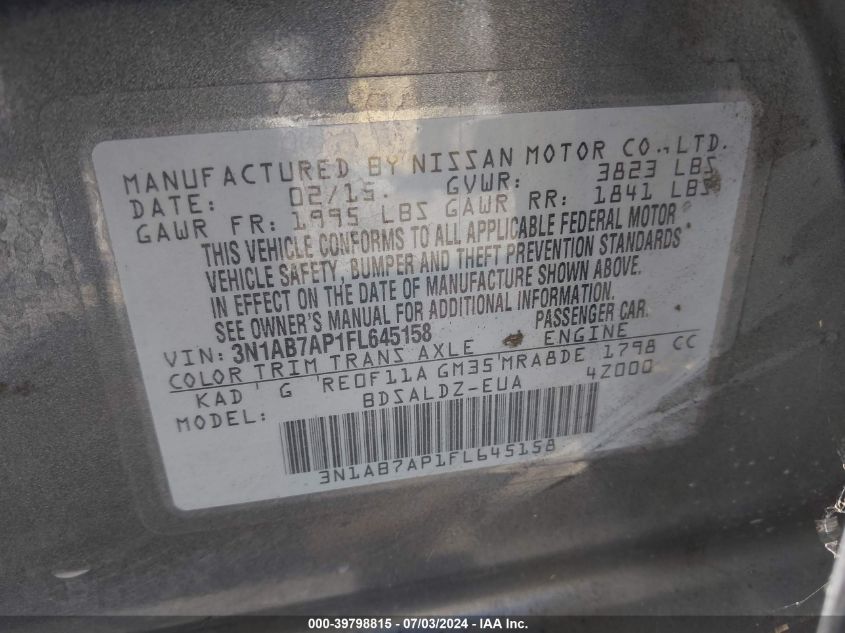 MANUFACTURED BY NISSAN MOTOR CO., LTD.
DATE: 02/15. GVWR: 3823 LBS
GAWR FR: 1995 LBS GAWR RR: 1841 LBS
THIS VEHICLE CONFORMS TO ALL APPLICABLE FEDERAL MOTOR
VEHICLE SAFETY, BUMPER AND THEFT PREVENTION STANDARDS
IN EFFECT ON THE DATE OF MANUFACTURE SHOWN ABOVE.
SEE OWNER'S MANUAL FOR ADDITIONAL INFORMATION.
VIN: 3N1AB7AP1FL645158 PASSENGER CAR.
COLOR TRIM TRANS AXLE ENGINE
KAD G RE0F11A GM35 MRA8DE 1798 CC
MODEL: BDSALDZ-EUA 4Z000
3N1AB7AP1FL645158
000-39798815 - 07/03/2024 - IAA Inc.